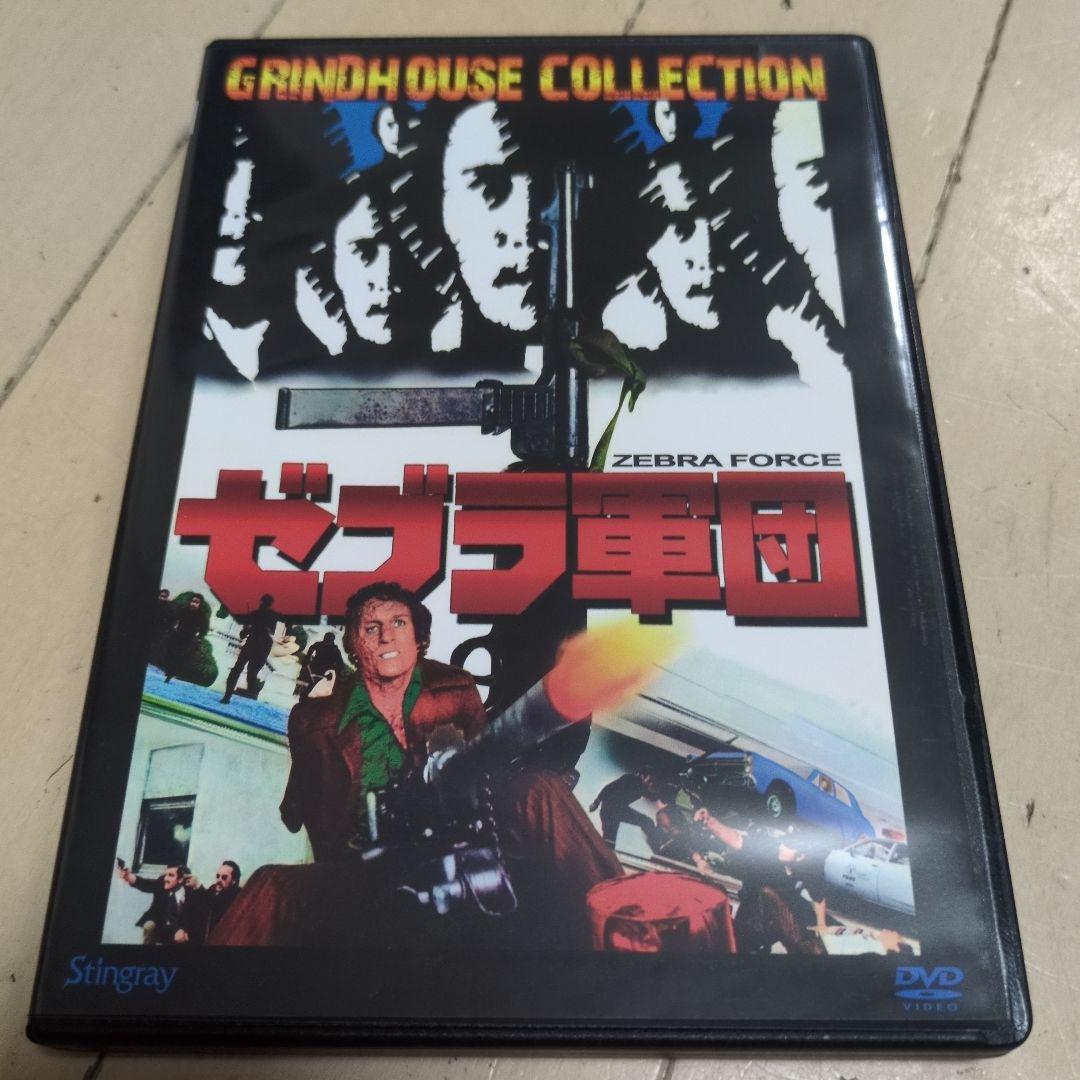 GRINDHOUSE COLLECTION
ZEBRA FORCE
ゼブラ軍団
Stingray
DVD
VIDEO